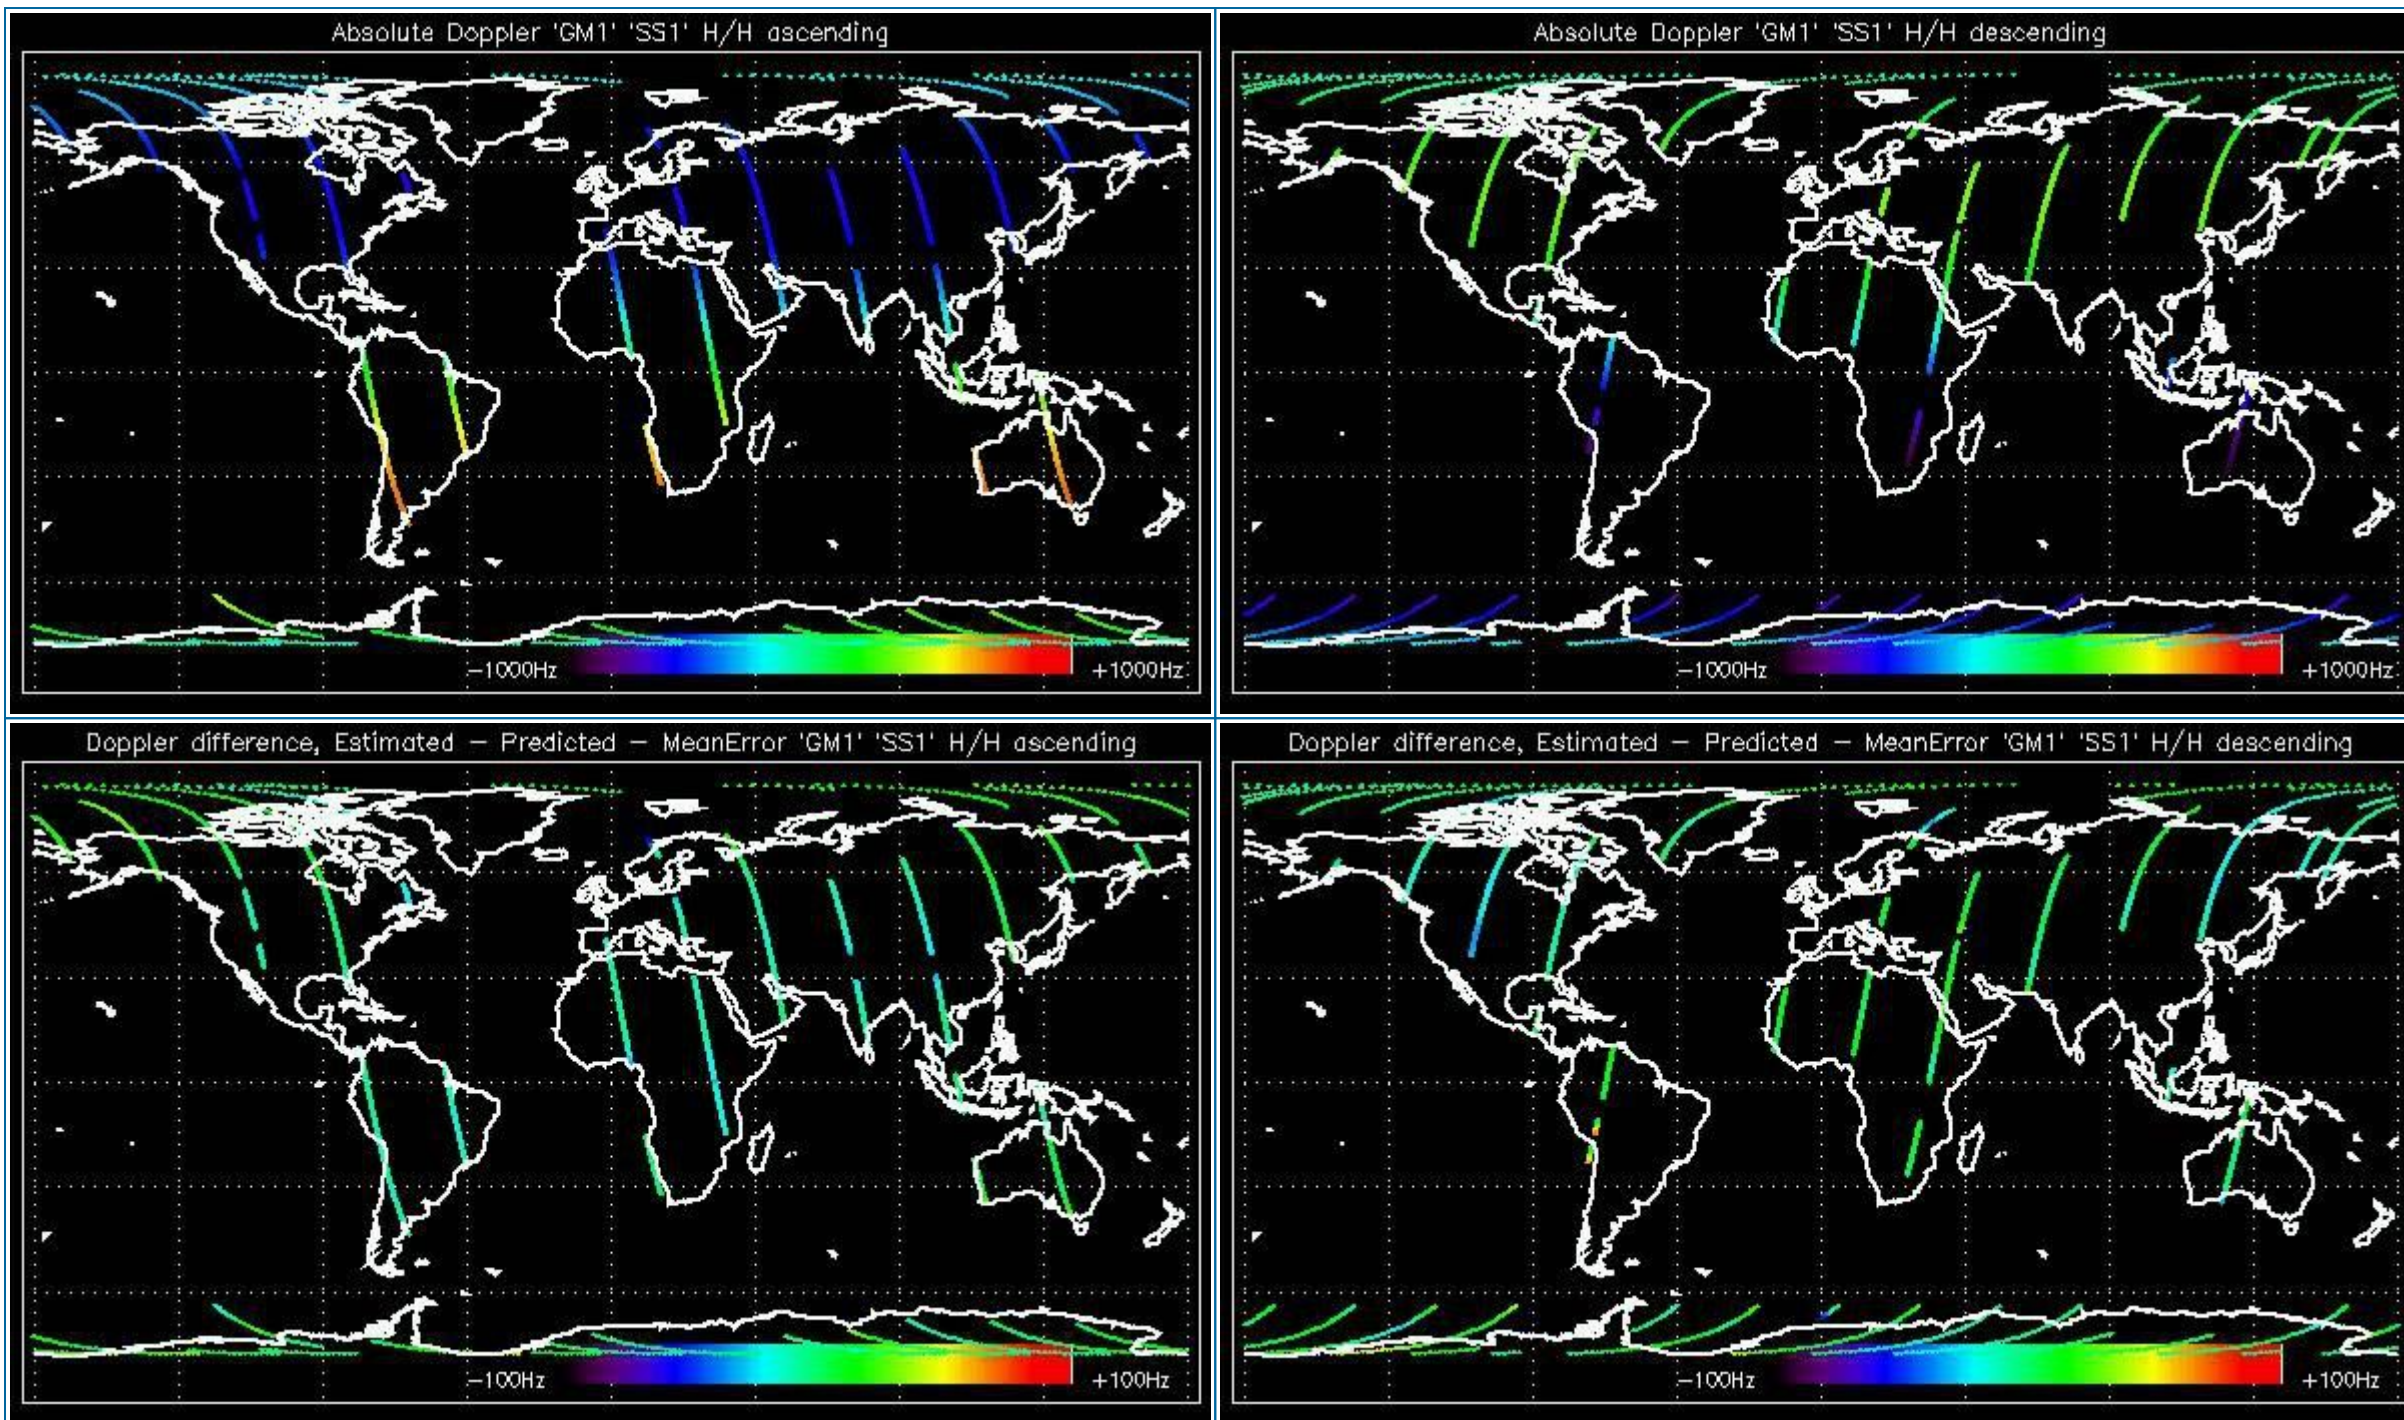 Absolute Doppler 'GM1' 'SS1' H/H ascending
−1000Hz
+1000Hz
Absolute Doppler 'GM1' 'SS1' H/H descending
−1000Hz
+1000Hz
Doppler difference, Estimated − Predicted − MeanError 'GM1' 'SS1' H/H ascending
−100Hz
+100Hz
Doppler difference, Estimated − Predicted − MeanError 'GM1' 'SS1' H/H descending
−100Hz
+100Hz